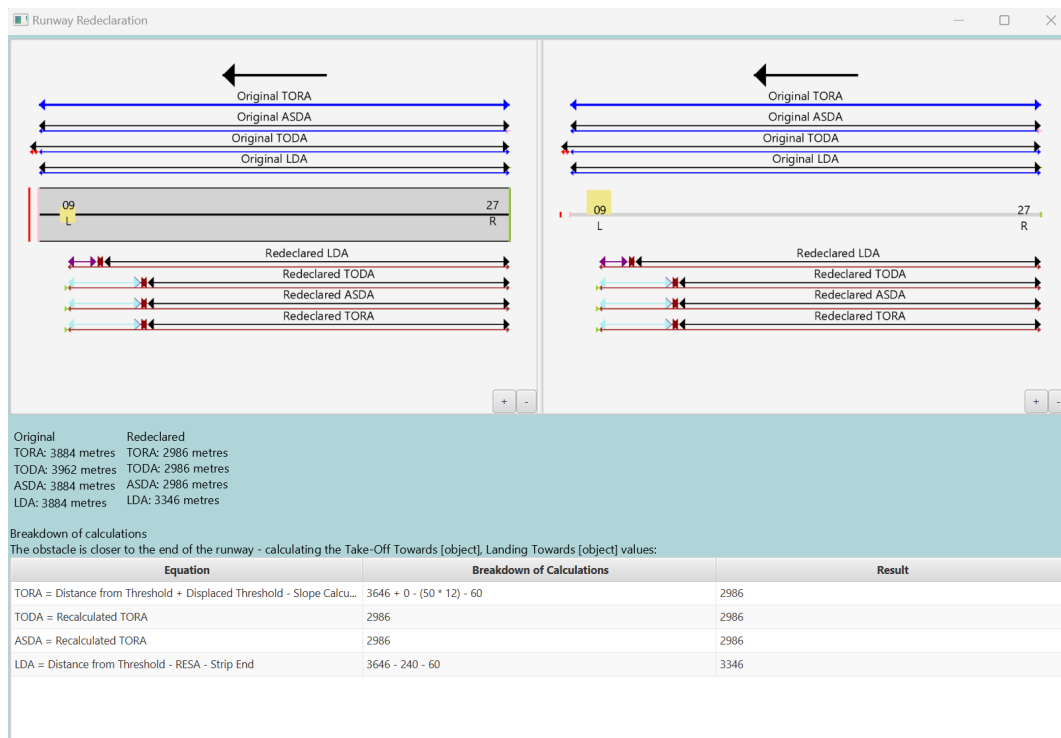 Runway Redeclaration
Original TORA
Original ASDA
Original TODA
Original LDA
09
L
27
R
Redeclared LDA
Redeclared TODA
Redeclared ASDA
Redeclared TORA
+ -
Original TORA
Original ASDA
Original TODA
Original LDA
09
L
27
R
Redeclared LDA
Redeclared TODA
Redeclared ASDA
Redeclared TORA
+ -
Original Redeclared
TORA: 3884 metres TORA: 2986 metres
TODA: 3962 metres TODA: 2986 metres
ASDA: 3884 metres ASDA: 2986 metres
LDA: 3884 metres LDA: 3346 metres
Breakdown of calculations
The obstacle is closer to the end of the runway - calculating the Take-Off Towards [object], Landing Towards [object] values:
Equation Breakdown of Calculations Result
TORA = Distance from Threshold + Displaced Threshold - Slope Calcu... 3646 + 0 - (50 * 12) - 60 2986
TODA = Recalculated TORA 2986 2986
ASDA = Recalculated TORA 2986 2986
LDA = Distance from Threshold - RESA - Strip End 3646 - 240 - 60 3346